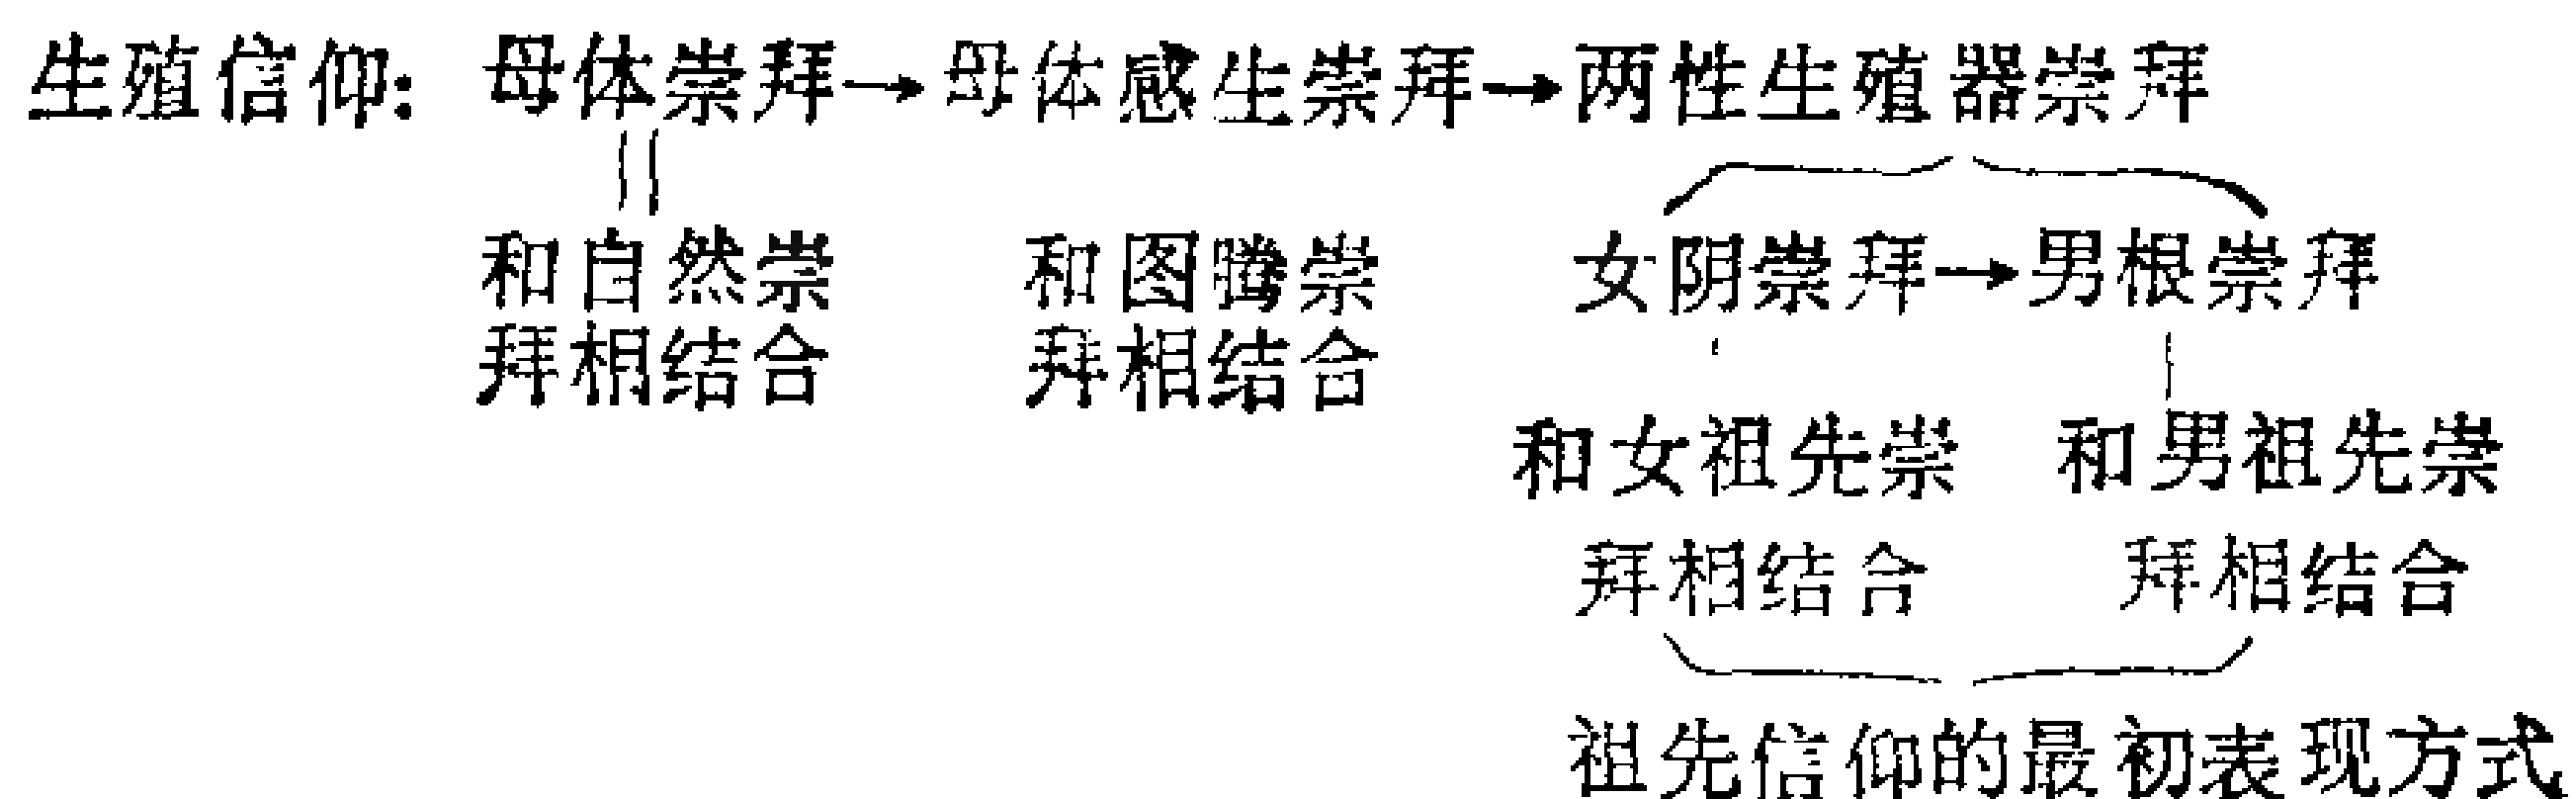 生殖信仰: 母体崇拜→母体感生崇拜→两性生殖器崇拜
和自然崇 和图腾崇 女阴崇拜→男根崇拜
拜相结合 拜相结合
和女祖先崇 和男祖先崇
拜相结合 拜相结合
祖先信仰的最初表现方式